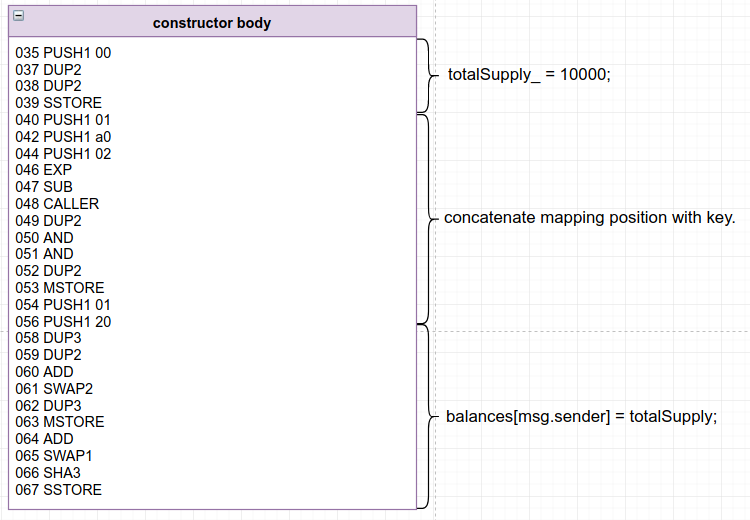 constructor body
035 PUSH1 00
037 DUP2
038 DUP2
039 SSTORE
040 PUSH1 01
042 PUSH1 a0
044 PUSH1 02
046 EXP
047 SUB
048 CALLER
049 DUP2
050 AND
051 AND
052 DUP2
053 MSTORE
054 PUSH1 01
056 PUSH1 20
058 DUP3
059 DUP2
060 ADD
061 SWAP2
062 DUP3
063 MSTORE
064 ADD
065 SWAP1
066 SHA3
067 SSTORE
totalSupply_ = 10000;
concatenate mapping position with key.
balances[msg.sender] = totalSupply;